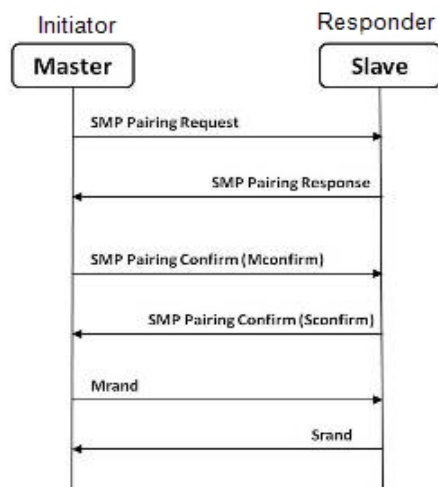 Initiator Responder
Master Slave
SMP Pairing Request
SMP Pairing Response
SMP Pairing Confirm (Mconfirm)
SMP Pairing Confirm (Sconfirm)
Mrand
Srand